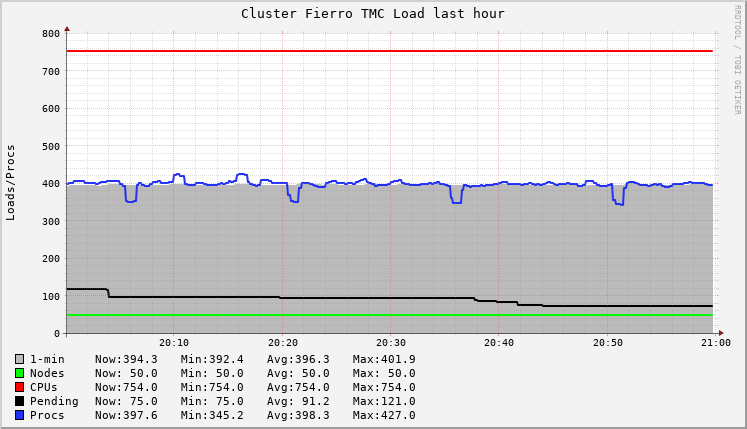 Cluster Fierro TMC Load last hour
RRDTOOL / TOBI OETIKER
Loads/Procs
800
700
600
500
400
300
200
100
0
20:10 20:20 20:30 20:40 20:50 21:00
1-min Now:394.3 Min:392.4 Avg:396.3 Max:401.9
Nodes Now: 50.0 Min: 50.0 Avg: 50.0 Max: 50.0
CPUs Now:754.0 Min:754.0 Avg:754.0 Max:754.0
Pending Now: 75.0 Min: 75.0 Avg: 91.2 Max:121.0
Procs Now:397.6 Min:345.2 Avg:398.3 Max:427.0